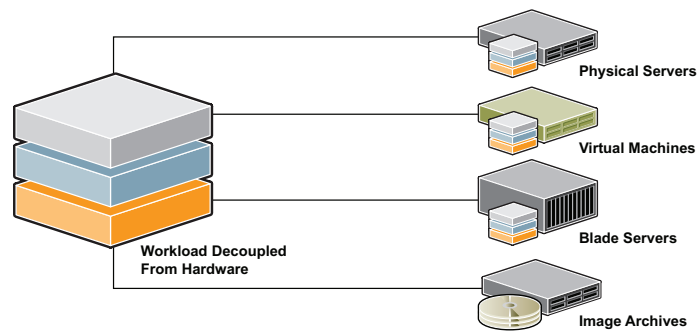 Physical Servers
Virtual Machines
Blade Servers
Workload Decoupled
From Hardware
Image Archives